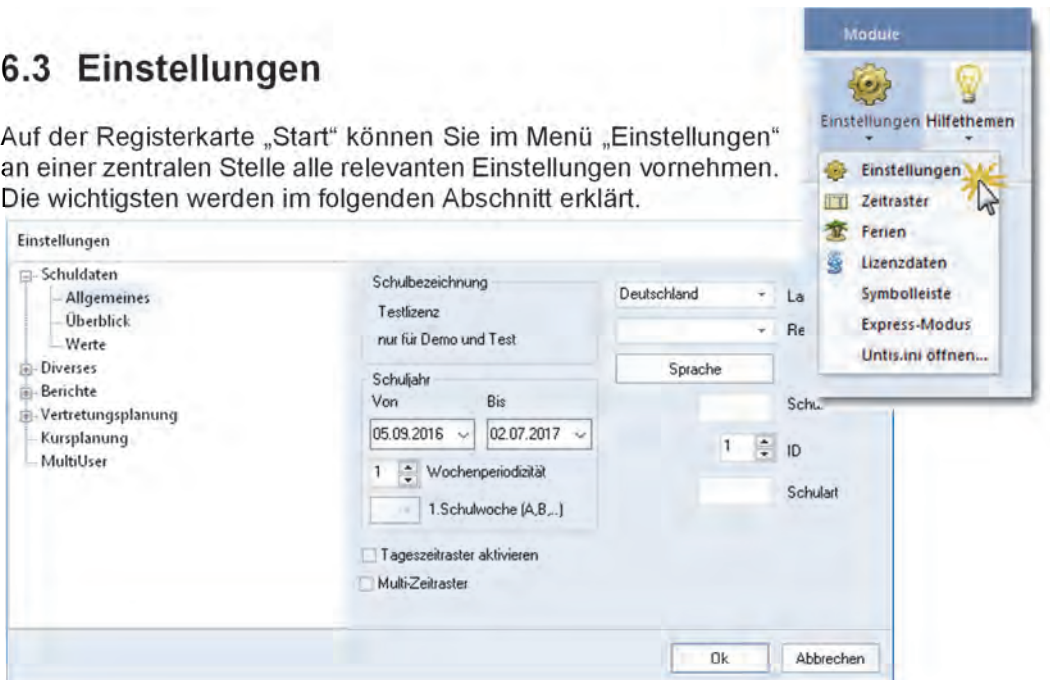 6.3 Einstellungen
Auf der Registerkarte „Start“ können Sie im Menü „Einstellungen“
an einer zentralen Stelle alle relevanten Einstellungen vornehmen.
Die wichtigsten werden im folgenden Abschnitt erklärt.
Module
Einstellungen Hilfethemen
Einstellungen
Zeitraster
Ferien
Lizenzdaten
Symbolleiste
Express-Modus
Untis.ini öffnen...
Einstellungen
Schuldaten
Allgemeines
Überblick
Werte
Diverses
Berichte
Vertretungsplanung
Kursplanung
MultiUser
Schulbezeichnung
Testlizenz
nur für Demo und Test
Schuljahr
Von Bis
05.09.2016 02.07.2017
1 Wochenperiodizität
1.Schulwoche (A,B,..)
Tageszeitraster aktivieren
Multi-Zeitraster
Deutschland La
Re
Sprache
Schu
1 ID
Schulart
Ok Abbrechen